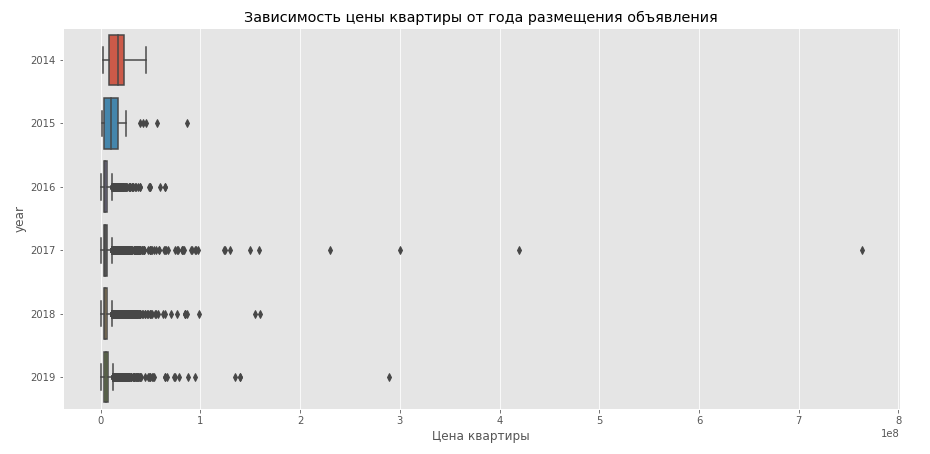 Зависимость цены квартиры от года размещения объявления
year
2014
2015
2016
2017
2018
2019
0 1 2 3 4 5 6 7 8
1e8
Цена квартиры